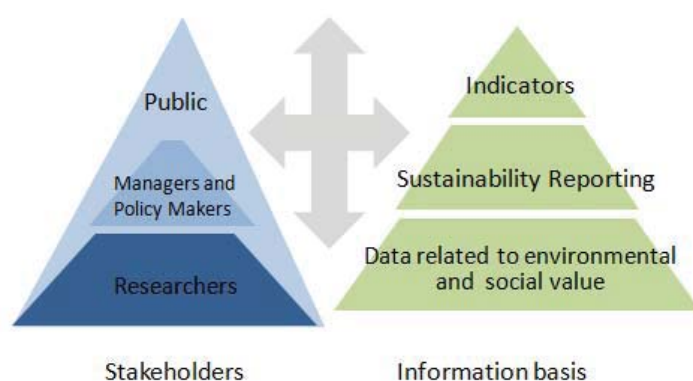 Public
Managers and
Policy Makers
Researchers
Stakeholders
Indicators
Sustainability Reporting
Data related to environmental
and social value
Information basis